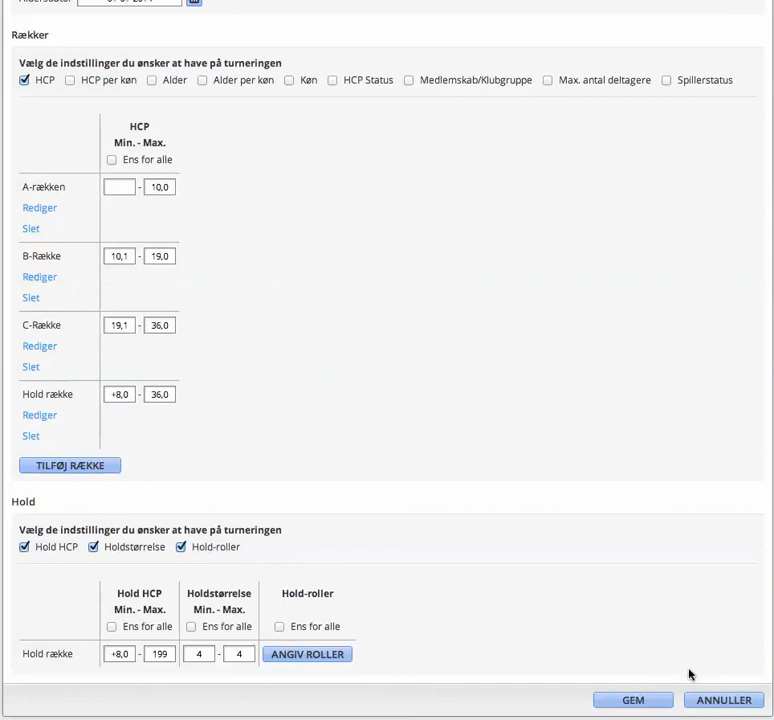 Rækker
Vælg de indstillinger du ønsker at have på turneringen
HCP HCP per køn Alder Alder per køn Køn HCP Status Medlemskab/Klubgruppe Max. antal deltagere Spillerstatus
HCP
Min. - Max.
Ens for alle
A-rækken - 10,0
Rediger
Slet
B-Række 10,1 - 19,0
Rediger
Slet
C-Række 19,1 - 36,0
Rediger
Slet
Hold række +8,0 - 36,0
Rediger
Slet
TILFØJ RÆKKE
Hold
Vælg de indstillinger du ønsker at have på turneringen
Hold HCP Holdstørrelse Hold-roller
Hold HCP Holdstørrelse Hold-roller
Min. - Max. Min. - Max.
Ens for alle Ens for alle Ens for alle
Hold række +8,0 - 199 4 - 4 ANGIV ROLLER
GEM ANNULLER